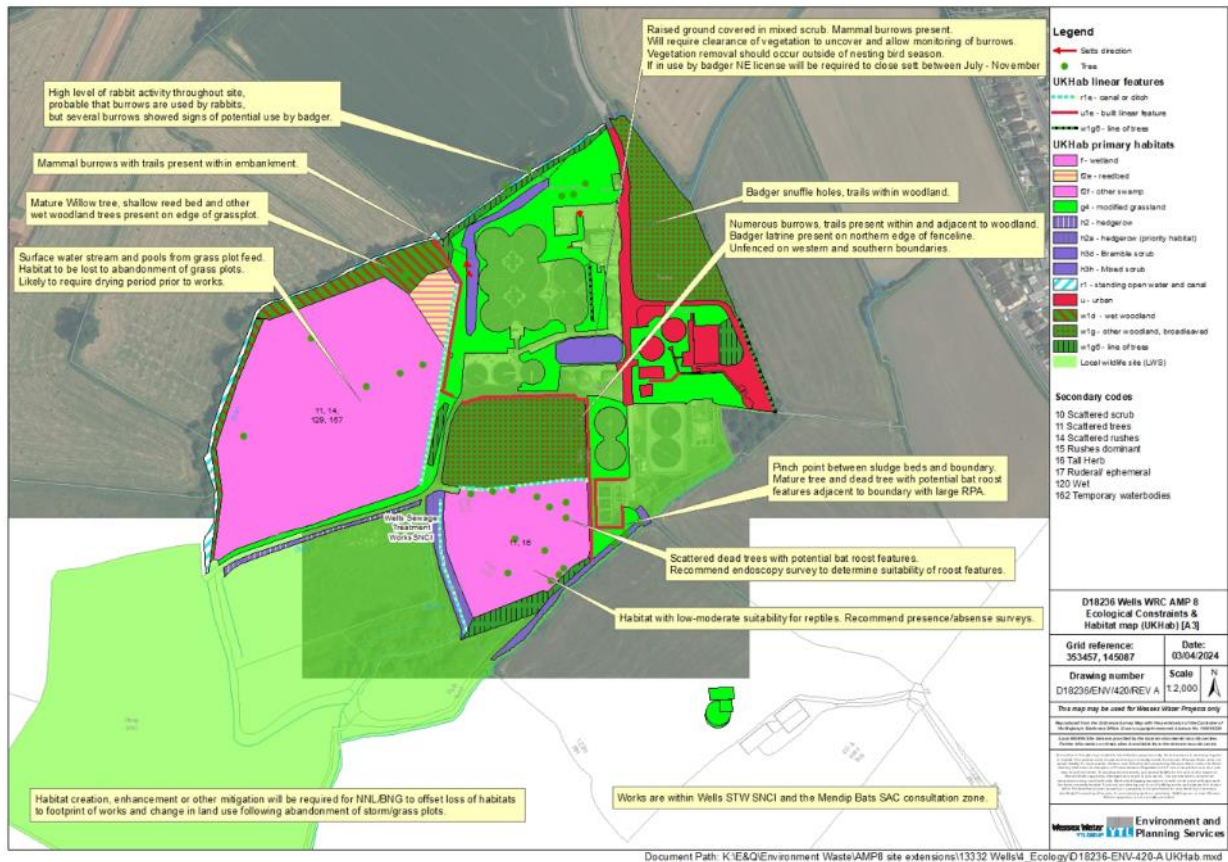 Raised ground covered in mixed scrub. Mammal burrows present.
Will require clearance of vegetation to uncover and allow monitoring of burrows.
Vegetation removal should occur outside of nesting bird season.
If in use by badger NE license will be required to close sett between July - November
High level of rabbit activity throughout site,
probable that burrows are used by rabbits,
but several burrows showed signs of potential use by badger.
Mammal burrows with trails present within embankment.
Mature Willow tree, shallow reed bed and other
wet woodland trees present on edge of grassplot.
Surface water stream and pools from grass plot feed.
Habitat to be lost to abandonment of grass plots.
Likely to require drying period prior to works.
Badger snuffle holes, trails within woodland.
Numerous burrows, trails present within and adjacent to woodland.
Badger latrine present on northern edge of fenceline.
Unfenced on western and southern boundaries.
11, 14,
129, 167
Pinch point between sludge beds and boundary.
Mature tree and dead tree with potential bat roost
features adjacent to boundary with large RPA.
Wells Sewage
Treatment
Works SNCI
Scattered dead trees with potential bat roost features.
Recommend endoscopy survey to determine suitability of roost features.
Habitat with low-moderate suitability for reptiles. Recommend presence/absense surveys.
Habitat creation, enhancement or other mitigation will be required for NNL/BNG to offset loss of habitats
to footprint of works and change in land use following abandonment of storm/grass plots.
Works are within Wells STW SNCI and the Mendip Bats SAC consultation zone.
Legend
Setts direction
Tree
UKHab linear features
r1e - canal or ditch
u1e - built linear feature
w1g6 - line of trees
UKHab primary habitats
f - wetland
f2e - reedbed
f2f - other swamp
g4 - modified grassland
h2 - hedgerow
h2a - hedgerow (priority habitat)
h3d - Bramble scrub
h3h - Mixed scrub
r1 - standing open water and canal
u - urban
w1d - wet woodland
w1g - other woodland, broadleaved
w1g6 - line of trees
Local wildlife site (LWS)
Secondary codes
10 Scattered scrub
11 Scattered trees
14 Scattered rushes
15 Rushes dominant
16 Tall Herb
17 Ruderal/ ephemeral
120 Wet
162 Temporary waterbodies
D18236 Wells WRC AMP 8
Ecological Constraints &
Habitat map (UKHab) [A3]
Grid reference:
353457, 145087
Date:
03/04/2024
Drawing number
D18236/ENV/420/REV A
Scale
1:2,000
N
This map may be used for Wessex Water Projects only
Wessex Water
YTL GROUP
YTL
Environment and
Planning Services
Document Path: K:\E&Q\Environment Waste\AMP8 site extensions\13332 Wells\4_Ecology\D18236-ENV-420-A UKHab.mxd